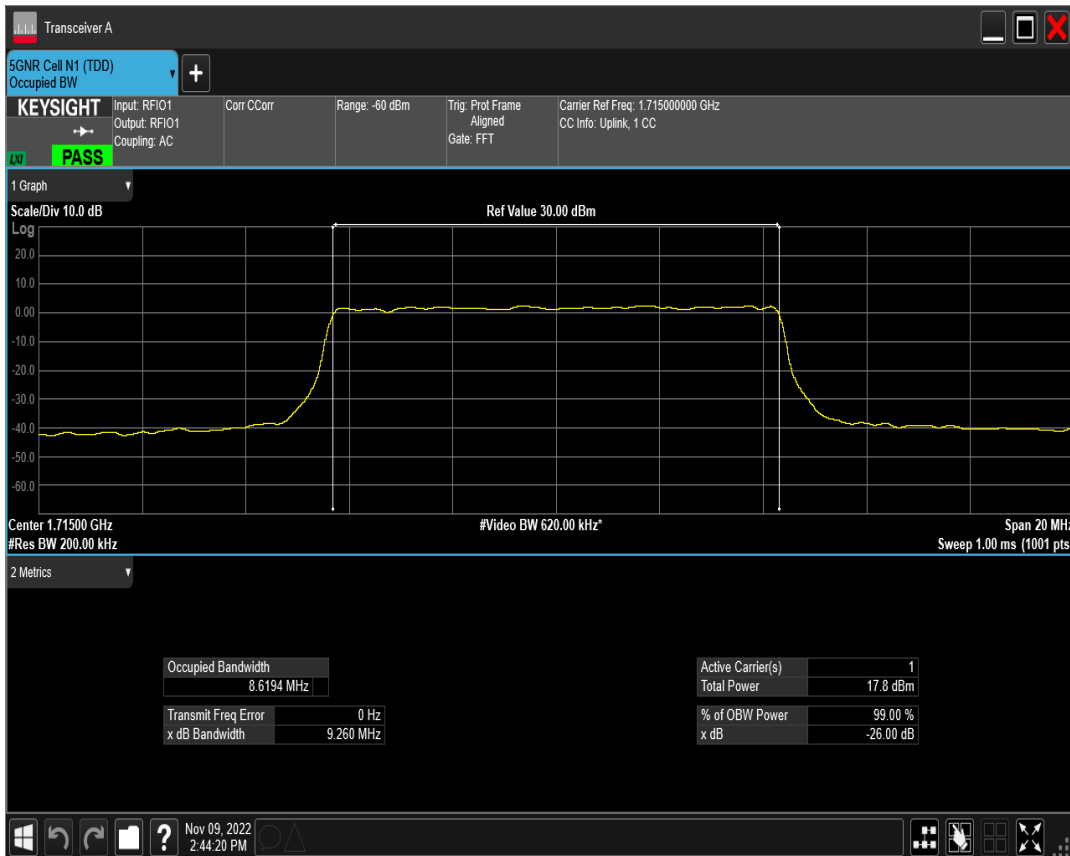 Transceiver A
5GNR Cell N1 (TDD)
Occupied BW
+
KEYSIGHT
LXI
PASS
Input: RFIO1
Output: RFIO1
Coupling: AC
Corr CCorr
Range: -60 dBm
Trig: Prot Frame
Aligned
Gate: FFT
Carrier Ref Freq: 1.715000000 GHz
CC Info: Uplink, 1 CC
1 Graph
Scale/Div 10.0 dB
Ref Value 30.00 dBm
Log
20.0
10.0
0.00
-10.0
-20.0
-30.0
-40.0
-50.0
-60.0
Center 1.71500 GHz
#Video BW 620.00 kHz*
Span 20 MHz
#Res BW 200.00 kHz
Sweep 1.00 ms (1001 pts
2 Metrics
Occupied Bandwidth
8.6194 MHz
Transmit Freq Error 0 Hz
x dB Bandwidth 9.260 MHz
Active Carrier(s) 1
Total Power 17.8 dBm
% of OBW Power 99.00 %
x dB -26.00 dB
?
Nov 09, 2022
2:44:20 PM